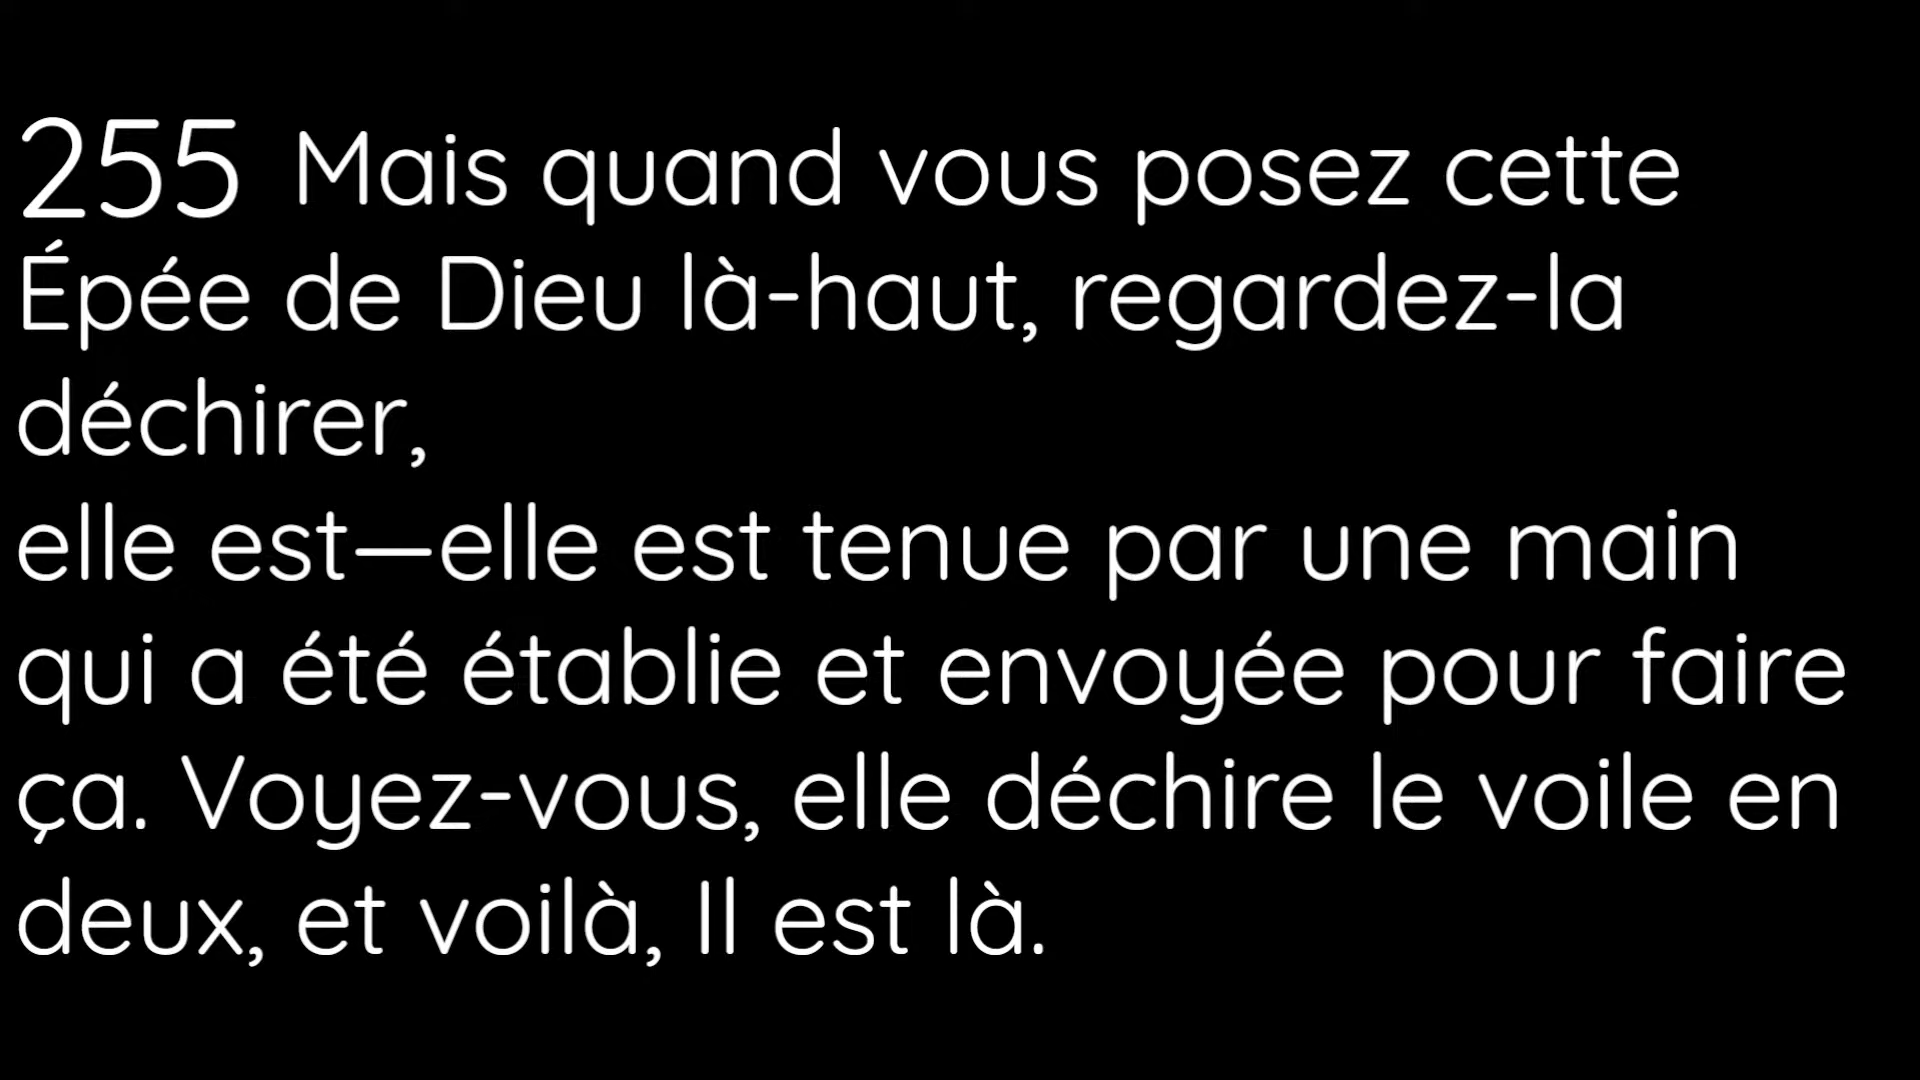 255 Mais quand vous posez cette
Épée de Dieu là-haut, regardez-la
déchirer,
elle est—elle est tenue par une main
qui a été établie et envoyée pour faire
ça. Voyez-vous, elle déchire le voile en
deux, et voilà, Il est là.